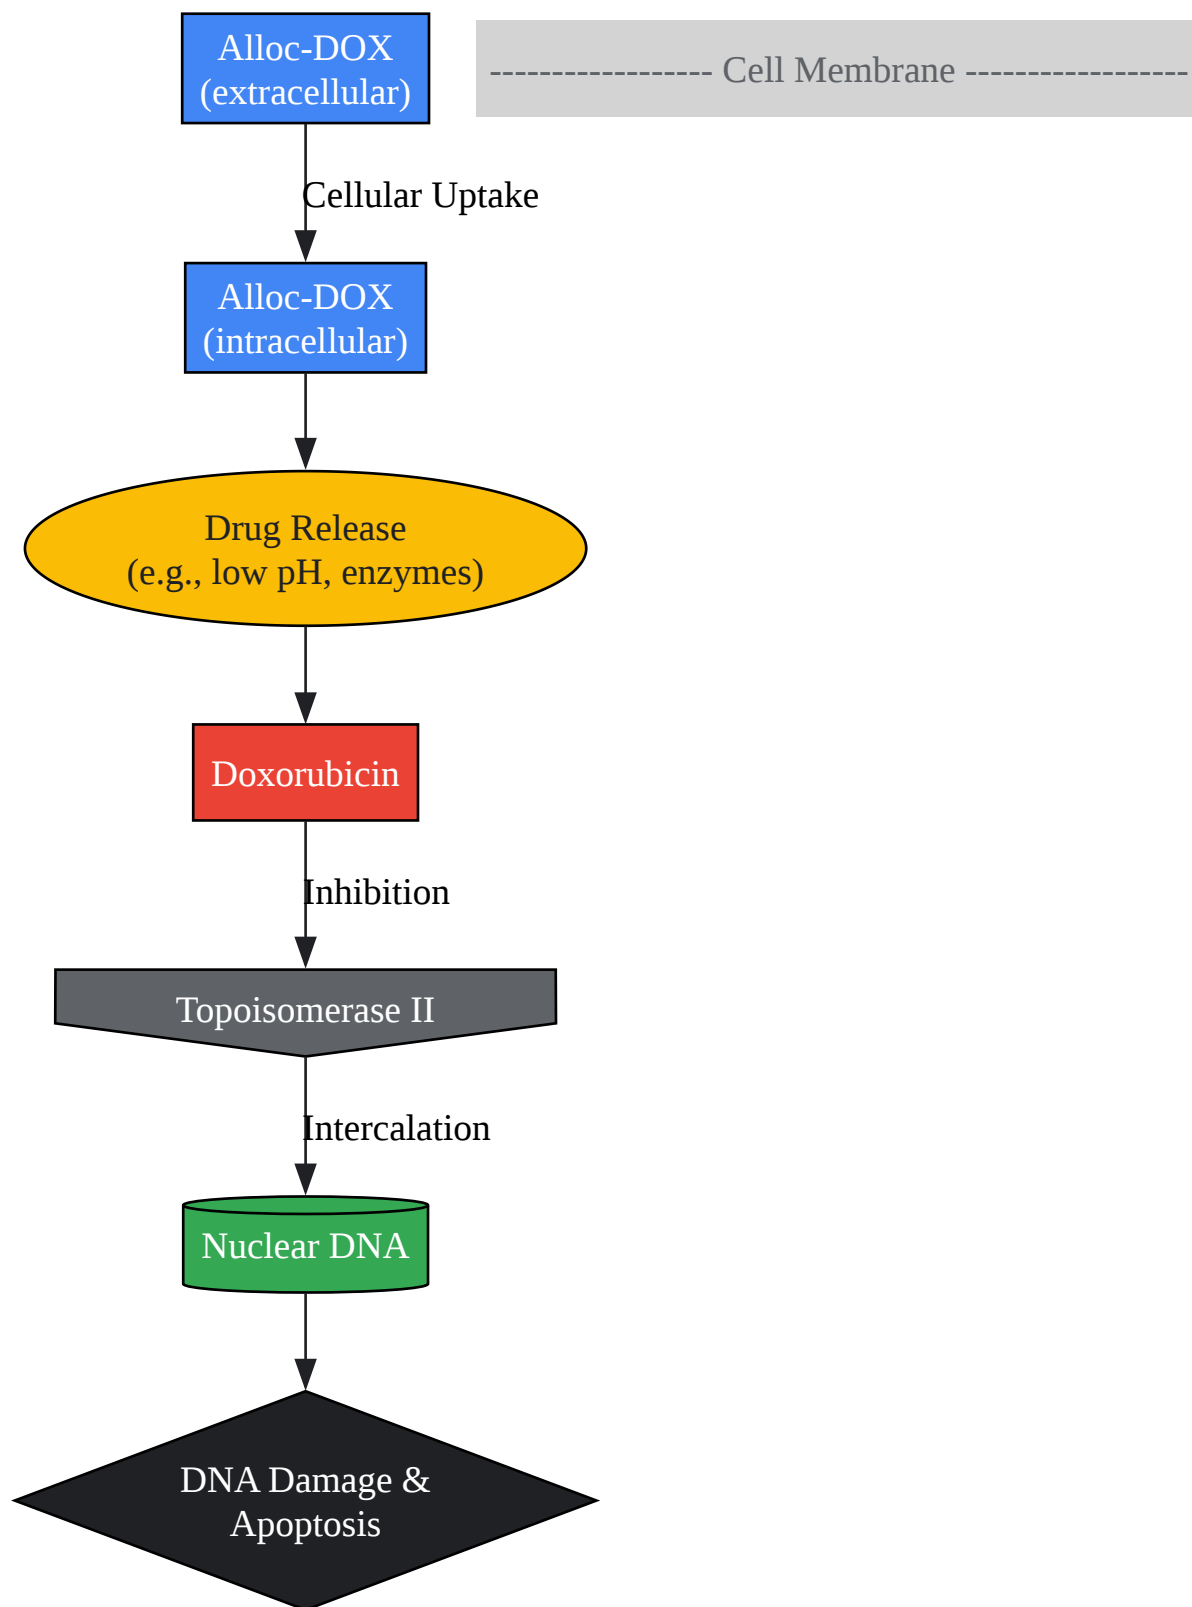 Alloc-DOX
(extracellular)
------------------ Cell Membrane ------------------
Cellular Uptake
Alloc-DOX
(intracellular)
Drug Release
(e.g., low pH, enzymes)
Doxorubicin
Inhibition
Topoisomerase II
Intercalation
Nuclear DNA
DNA Damage &
Apoptosis